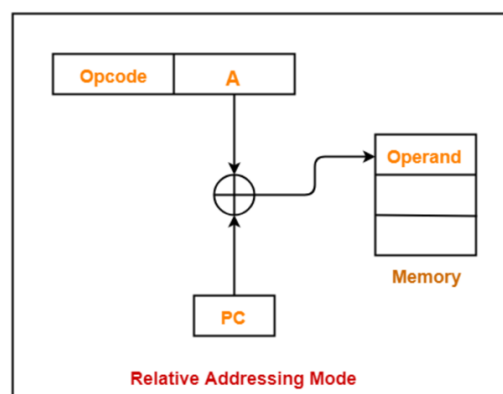 Opcode A
Operand
Memory
PC
Relative Addressing Mode